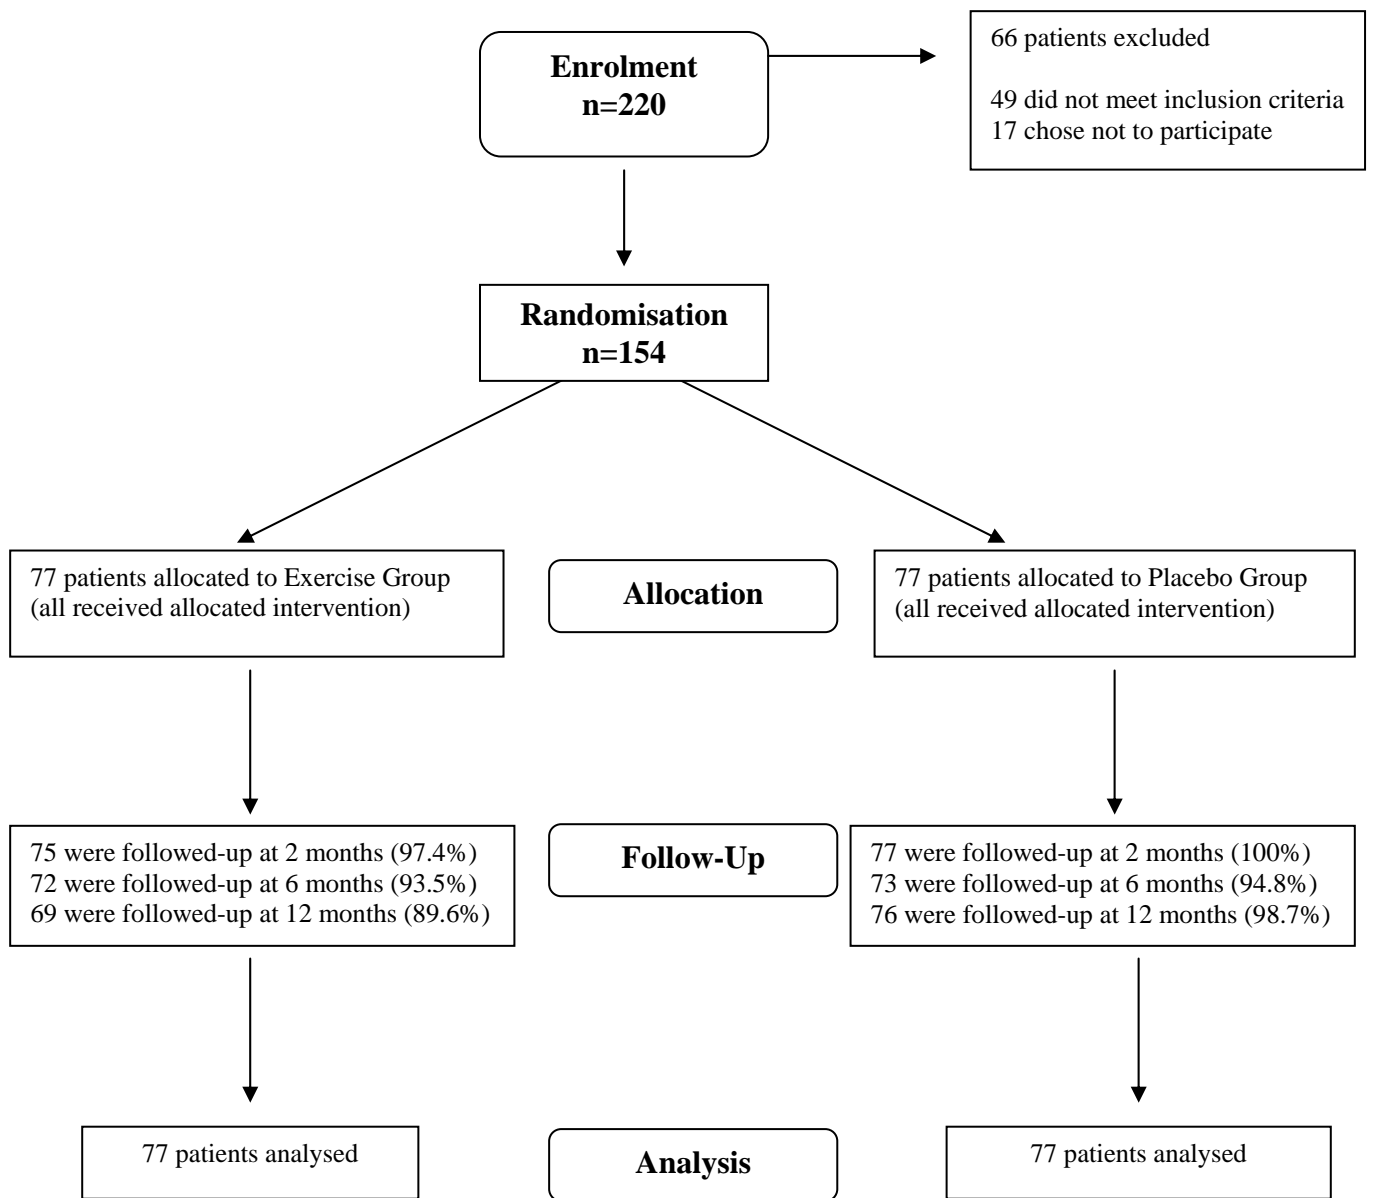 Enrolment
n=220
66 patients excluded
49 did not meet inclusion criteria
17 chose not to participate
Randomisation
n=154
77 patients allocated to Exercise Group
(all received allocated intervention)
Allocation
77 patients allocated to Placebo Group
(all received allocated intervention)
75 were followed-up at 2 months (97.4%)
72 were followed-up at 6 months (93.5%)
69 were followed-up at 12 months (89.6%)
Follow-Up
77 were followed-up at 2 months (100%)
73 were followed-up at 6 months (94.8%)
76 were followed-up at 12 months (98.7%)
77 patients analysed
Analysis
77 patients analysed